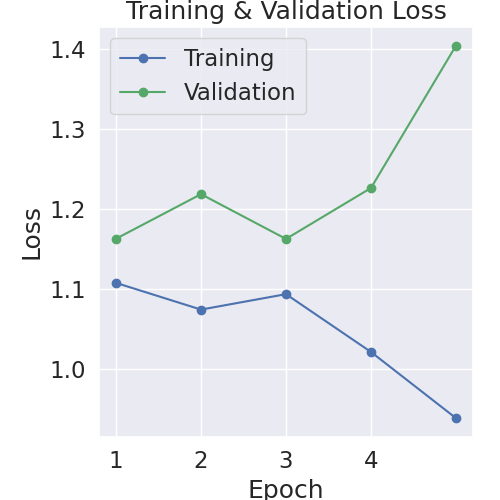 Training & Validation Loss
Training
Validation
Loss
1.4
1.3
1.2
1.1
1.0
1 2 3 4
Epoch